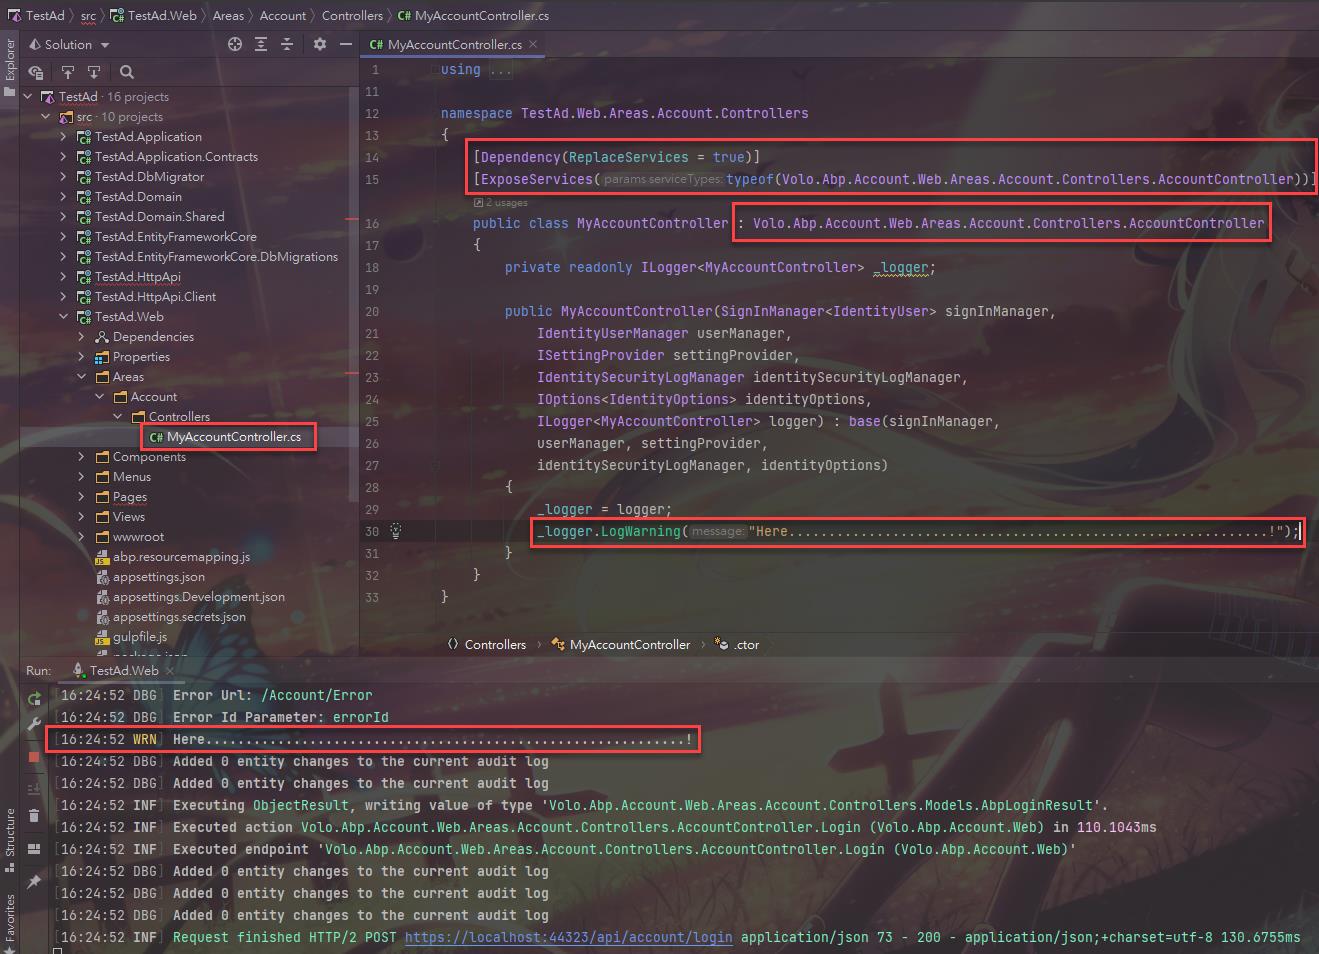 TestAd 〉 src 〉 TestAd.Web 〉 Areas 〉 Account 〉 Controllers 〉 C# MyAccountController.cs
Explorer
Solution
C# MyAccountController.cs ×
TestAd · 16 projects
src · 10 projects
C# TestAd.Application
C# TestAd.Application.Contracts
C# TestAd.DbMigrator
C# TestAd.Domain
C# TestAd.Domain.Shared
C# TestAd.EntityFrameworkCore
C# TestAd.EntityFrameworkCore.DbMigrations
C# TestAd.HttpApi
C# TestAd.HttpApi.Client
C# TestAd.Web
Dependencies
Properties
Areas
Account
Controllers
C# MyAccountController.cs
Components
Menus
Pages
Views
wwwroot
JS abp.resourcemapping.js
appsettings.json
appsettings.Development.json
appsettings.secrets.json
JS gulpfile.js
package.json
1 using ...
11
12 namespace TestAd.Web.Areas.Account.Controllers
13 {
14 [Dependency(ReplaceServices = true)]
15 [ExposeServices( params serviceTypes: typeof(Volo.Abp.Account.Web.Areas.Account.Controllers.AccountController))]
2 usages
16 public class MyAccountController : Volo.Abp.Account.Web.Areas.Account.Controllers.AccountController
17 {
18 private readonly ILogger<MyAccountController> _logger;
19
20 public MyAccountController(SignInManager<IdentityUser> signInManager,
21 IdentityUserManager userManager,
22 ISettingProvider settingProvider,
23 IdentitySecurityLogManager identitySecurityLogManager,
24 IOptions<IdentityOptions> identityOptions,
25 ILogger<MyAccountController> logger) : base(signInManager,
26 userManager, settingProvider,
27 identitySecurityLogManager, identityOptions)
28 {
29 _logger = logger;
30 _logger.LogWarning( message: "Here............................................................!");
31 }
32 }
33 }
Controllers 〉 MyAccountController 〉 .ctor
Run: TestAd.Web ×
[16:24:52 DBG] Error Url: /Account/Error
[16:24:52 DBG] Error Id Parameter: errorId
[16:24:52 WRN] Here............................................................!
[16:24:52 DBG] Added 0 entity changes to the current audit log
[16:24:52 DBG] Added 0 entity changes to the current audit log
[16:24:52 INF] Executing ObjectResult, writing value of type 'Volo.Abp.Account.Web.Areas.Account.Controllers.Models.AbpLoginResult'.
[16:24:52 INF] Executed action Volo.Abp.Account.Web.Areas.Account.Controllers.AccountController.Login (Volo.Abp.Account.Web) in 110.1043ms
[16:24:52 INF] Executed endpoint 'Volo.Abp.Account.Web.Areas.Account.Controllers.AccountController.Login (Volo.Abp.Account.Web)'
[16:24:52 DBG] Added 0 entity changes to the current audit log
[16:24:52 DBG] Added 0 entity changes to the current audit log
[16:24:52 DBG] Added 0 entity changes to the current audit log
[16:24:52 INF] Request finished HTTP/2 POST https://localhost:44323/api/account/login application/json 73 - 200 - application/json;+charset=utf-8 130.6755ms
Structure
Favorites